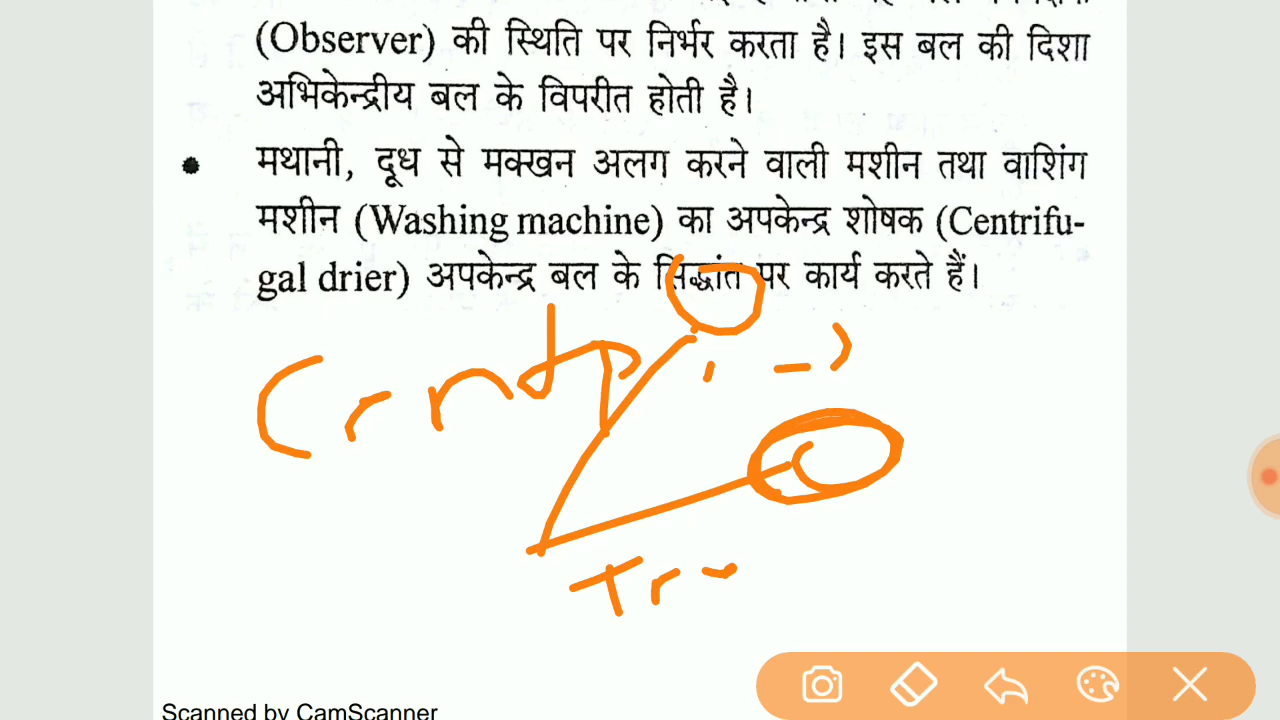 (Observer) की स्थिति पर निर्भर करता है। इस बल की दिशा
अभिकेन्द्रीय बल के विपरीत होती है।
• मथानी, दूध से मक्खन अलग करने वाली मशीन तथा वाशिंग
मशीन (Washing machine) का अपकेन्द्र शोषक (Centrifu-
gal drier) अपकेन्द्र बल के सिद्धांत पर कार्य करते हैं।
Scanned by CamScanner